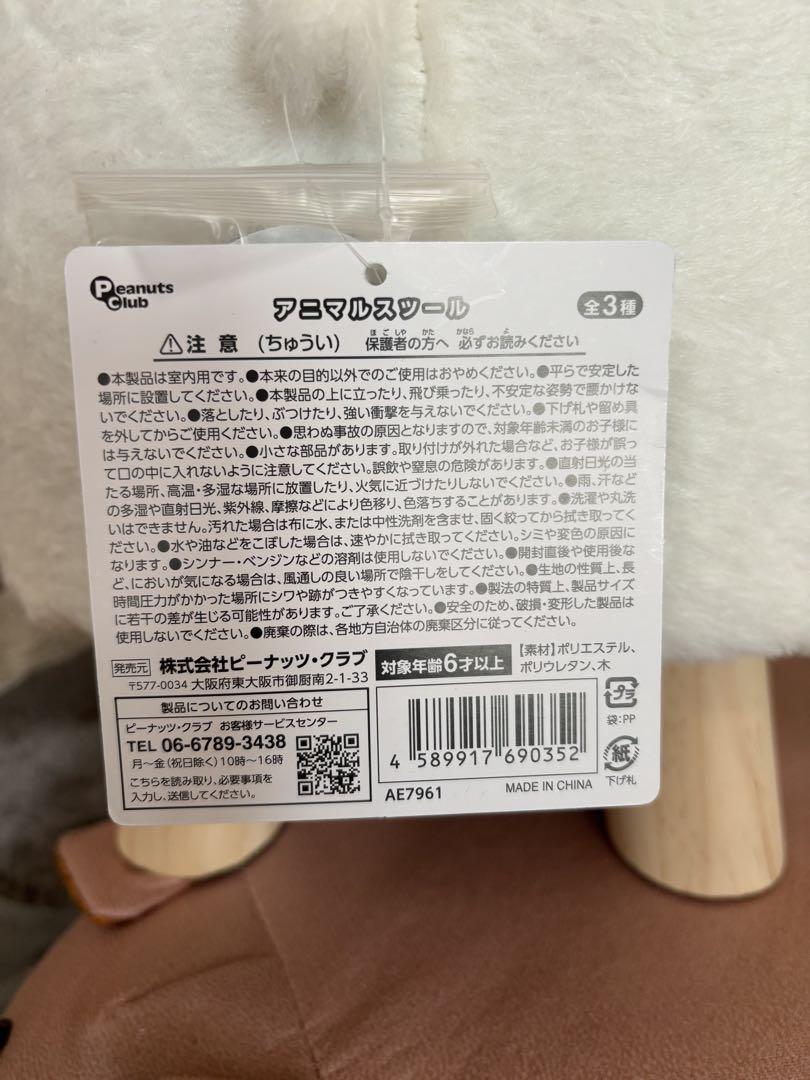 Peanuts Club
アニマルスツール
全3種
⚠注 意 (ちゅうい) 保護者の方へ 必ずお読みください
ほごしゃ かた かなら よ
●本製品は室内用です。●本来の目的以外でのご使用はおやめください。●平らで安定した
場所に設置してください。●本製品の上に立ったり、飛び乗ったり、不安定な姿勢で腰かけな
いでください。●落としたり、ぶつけたり、強い衝撃を与えないでください。●下げ札や留め具
を外してからご使用ください。●思わぬ事故の原因となりますので、対象年齢未満のお子様に
は与えないでください。●小さな部品があります。取り付けが外れた場合など、お子様が誤っ
て口の中に入れないように注意してください。誤飲や窒息の危険があります。●直射日光の当
たる場所、高温・多湿な場所に放置したり、火気に近づけたりしないでください。●雨、汗など
の多湿や直射日光、紫外線、摩擦などにより色移り、色落ちすることがあります。●洗濯や丸洗
いはできません。汚れた場合は布に水、または中性洗剤を含ませ、固く絞ってから拭き取ってく
ださい。●水や油などをこぼした場合は、速やかに拭き取ってください。シミや変色の原因に
なります。●シンナー・ベンジンなどの溶剤は使用しないでください。●開封直後や使用後な
ど、においが気になる場合は、風通しの良い場所で陰干しをしてください。●生地の性質上、長
時間圧力がかかった場所にシワや跡がつきやすくなっています。●製法の特質上、製品サイズ
に若干の差が生じる可能性があります。ご了承ください。●安全のため、破損・変形した製品は
使用しないでください。●廃棄の際は、各地方自治体の廃棄区分に従ってください。
発売元 株式会社ピーナッツ・クラブ
〒577-0034 大阪府東大阪市御厨南2-1-33
対象年齢6才以上
【素材】ポリエステル、
ポリウレタン、木
製品についてのお問い合わせ
ピーナッツ・クラブ お客様サービスセンター
TEL 06-6789-3438
月〜金(祝日除く)10時〜16時
こちらを読み取り、必要事項を
入力し、送信してください。
4 589917 690352
AE7961
MADE IN CHINA
プラ
袋:PP
紙
下げ札